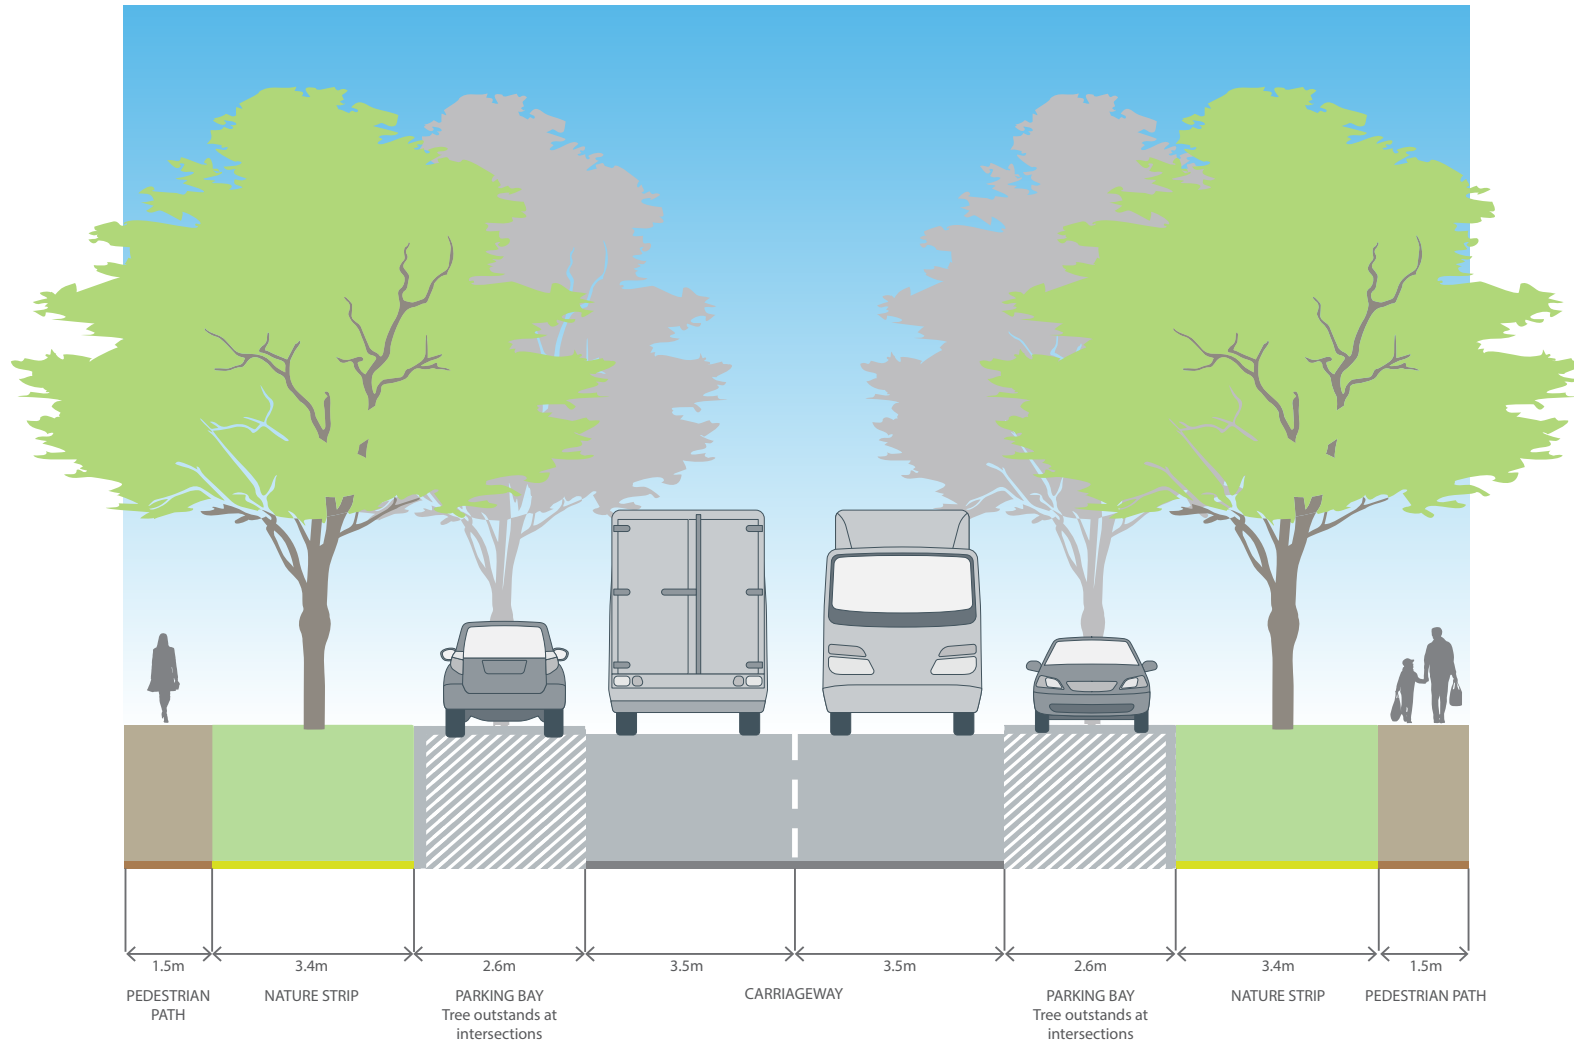 1.5m
3.4m
2.6m
3.5m
3.5m
2.6m
3.4m
1.5m
PEDESTRIAN
PATH
NATURE STRIP
PARKING BAY
Tree outstands at
intersections
CARRIAGEWAY
PARKING BAY
Tree outstands at
intersections
NATURE STRIP
PEDESTRIAN PATH